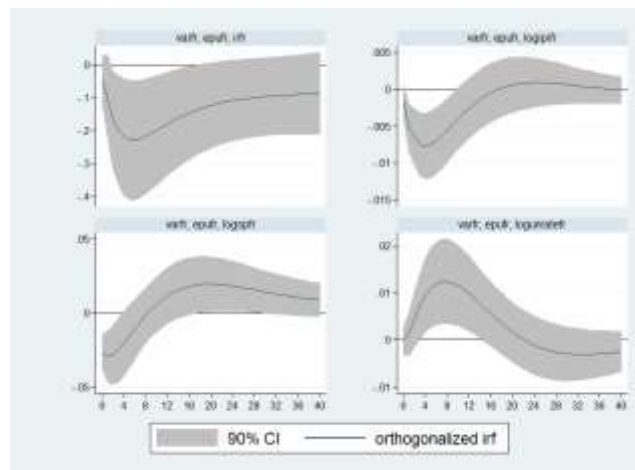 varfr, epufr, irfr
varfr, epufr, logipifr
0
-.1
-.2
-.3
-.4
.005
0
-.005
-.01
-.015
varfr, epufr, logspfr
varfr, epufr, logunratefr
.05
0
-.05
.02
.01
0
-.01
0 4 8 12 16 20 24 28 32 36 40
0 4 8 12 16 20 24 28 32 36 40
90% CI
orthogonalized irf